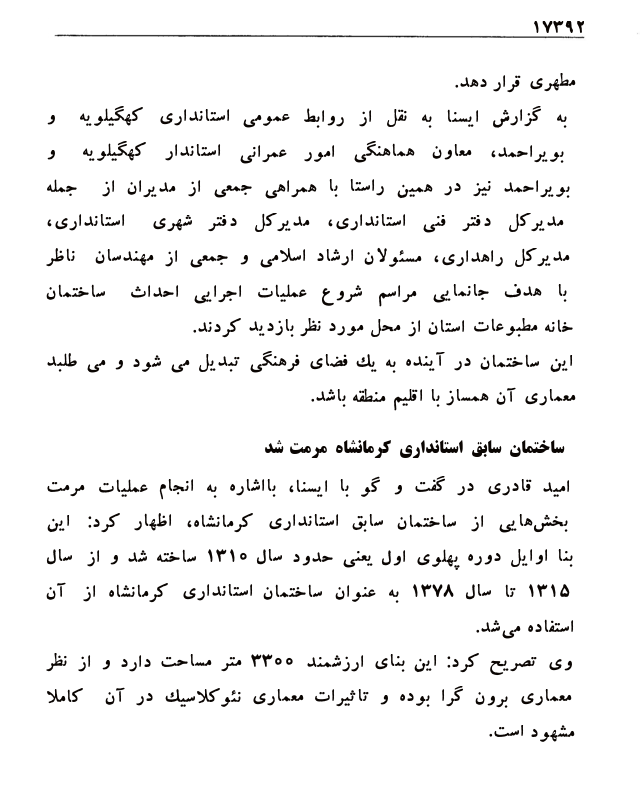 ۱۷۳۹۲
مطهری قرار دهد.
به گزارش ایسنا به نقل از روابط عمومی استانداری کهگیلویه و
بویراحمد، معاون هماهنگی امور عمرانی استاندار کهگیلویه و
بویراحمد نیز در همین راستا با همراهی جمعی از مدیران از جمله
مدیرکل دفتر فنی استانداری، مدیرکل دفتر شهری استانداری،
مدیرکل راهداری، مسئولان ارشاد اسلامی و جمعی از مهندسان ناظر
با هدف جانمایی مراسم شروع عملیات اجرایی احداث ساختمان
خانه مطبوعات استان از محل مورد نظر بازدید کردند.
این ساختمان در آینده به یك فضای فرهنگی تبدیل می شود و می طلبد
معماری آن همساز با اقلیم منطقه باشد.
ساختمان سابق استانداری کرمانشاه مرمت شد
امید قادری در گفت و گو با ایسنا، بااشاره به انجام عملیات مرمت
بخش‌هایی از ساختمان سابق استانداری کرمانشاه، اظهار کرد: این
بنا اوایل دوره پهلوی اول یعنی حدود سال ۱۳۱۰ ساخته شد و از سال
۱۳۱۵ تا سال ۱۳۷۸ به عنوان ساختمان استانداری کرمانشاه از آن
استفاده می‌شد.
وی تصریح کرد: این بنای ارزشمند ۳۳۰۰ متر مساحت دارد و از نظر
معماری برون گرا بوده و تاثیرات معماری نئوکلاسیك در آن کاملا
مشهود است.